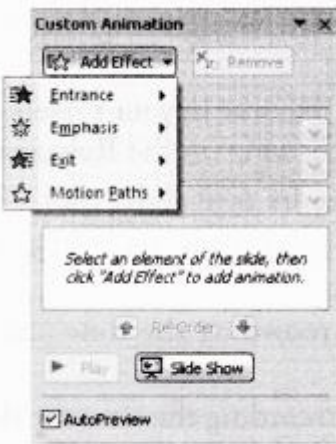 Custom Animation
Add Effect Remove
Entrance
Emphasis
Exit
Motion Paths
Select an element of the slide, then
click "Add Effect" to add animation.
Re-Order
Play Slide Show
AutoPreview